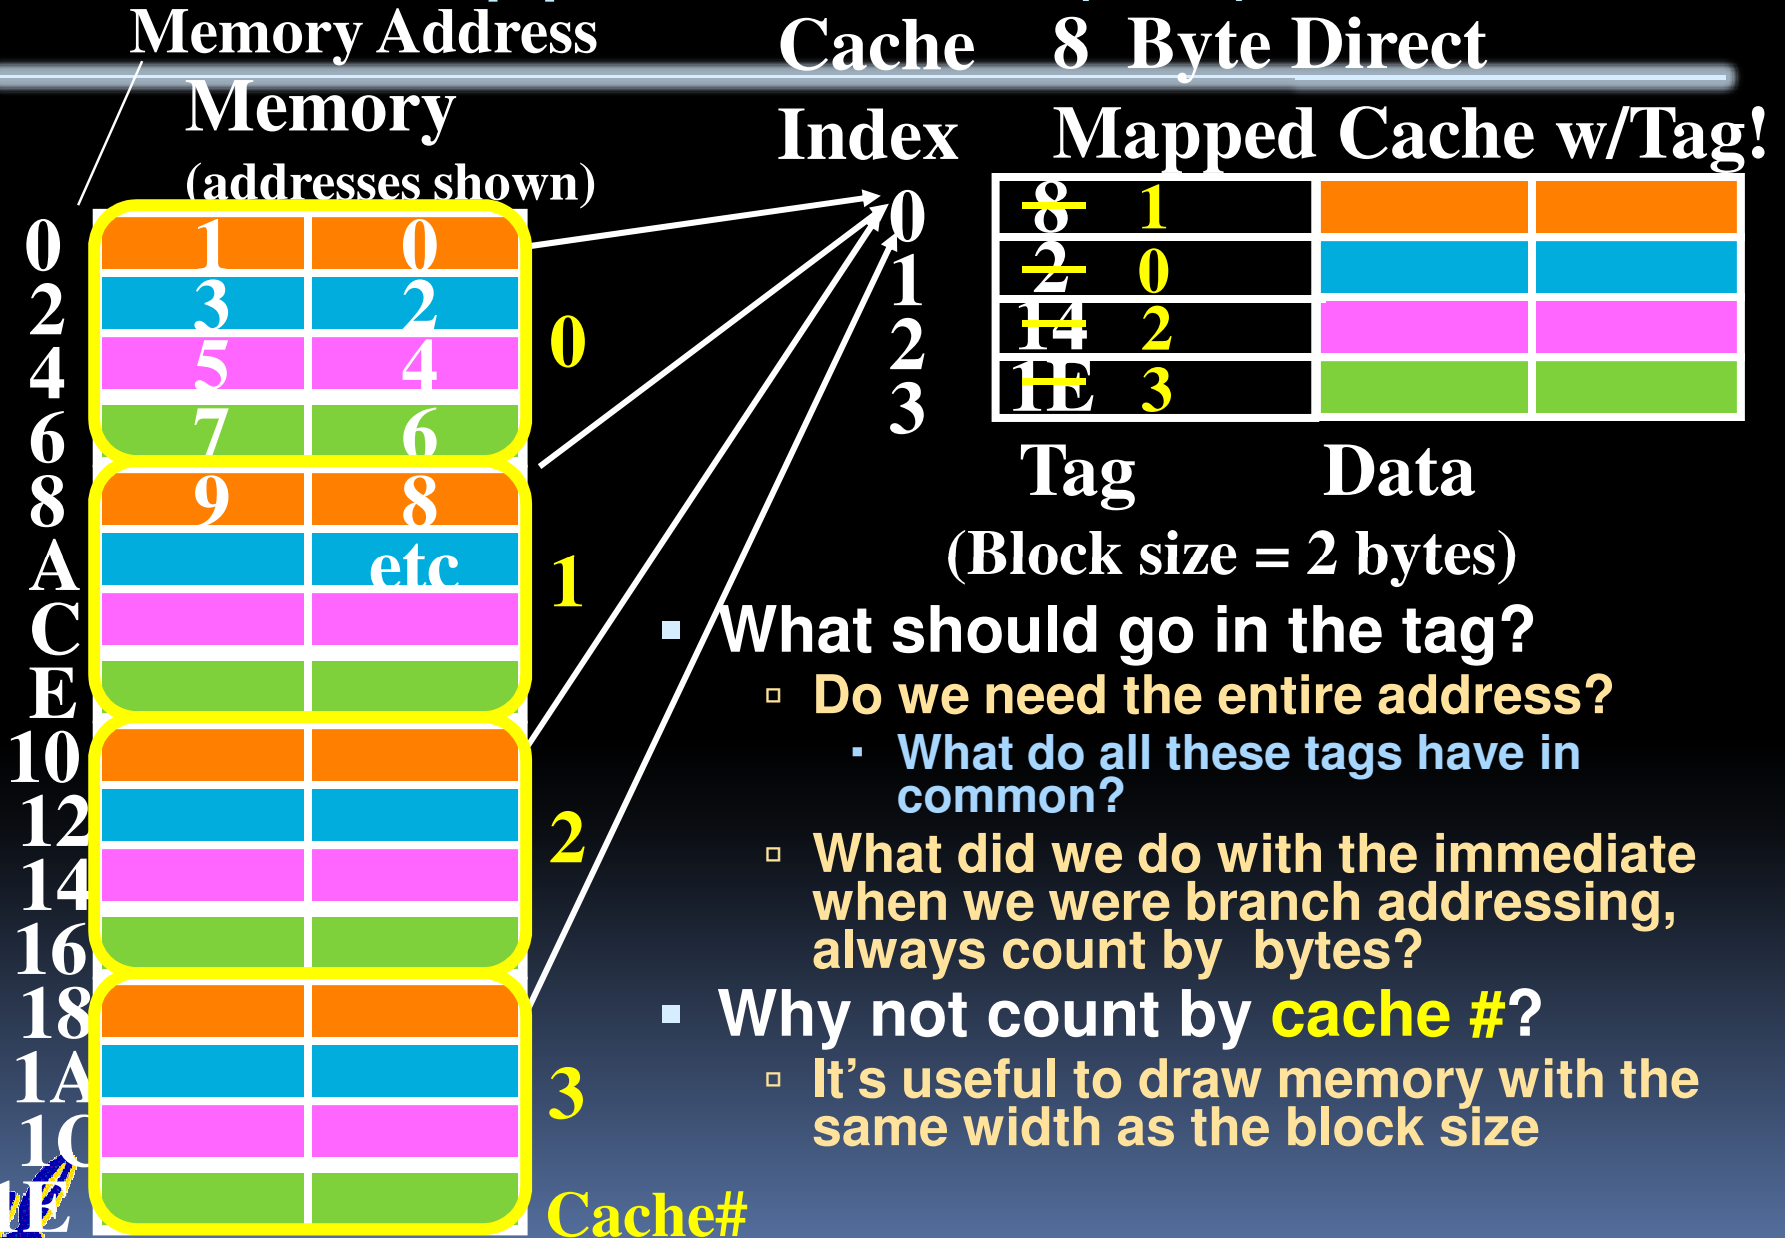 Memory Address
Memory
(addresses shown)
0 1 0
2 3 2
4 5 4
6 7 6
0
8 9 8
A etc
C
E
1
10
12
14
16
2
18
1A
1C
1E
3
Cache#
Cache 8 Byte Direct
Index Mapped Cache w/Tag!
0 8 1
1 2 0
2 14 2
3 1E 3
Tag Data
(Block size = 2 bytes)
What should go in the tag?
Do we need the entire address?
What do all these tags have in
common?
What did we do with the immediate
when we were branch addressing,
always count by bytes?
Why not count by cache #?
It’s useful to draw memory with the
same width as the block size